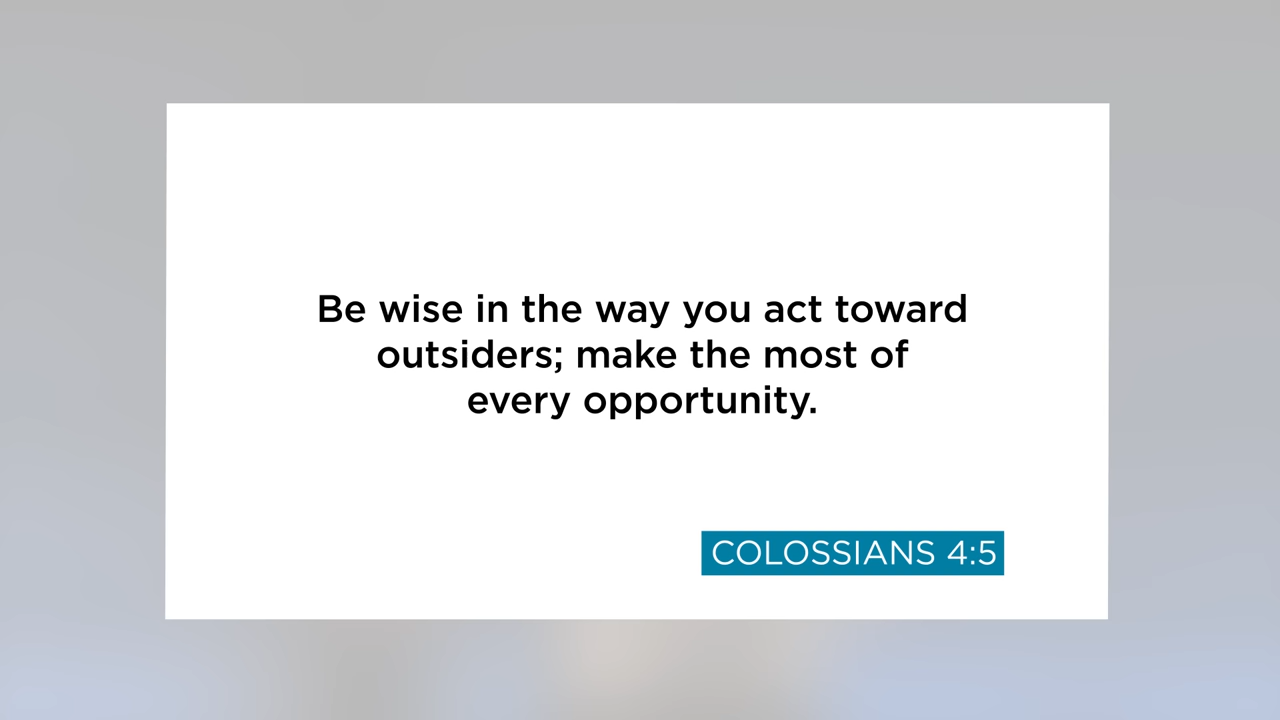 Be wise in the way you act toward
outsiders; make the most of
every opportunity.
COLOSSIANS 4:5